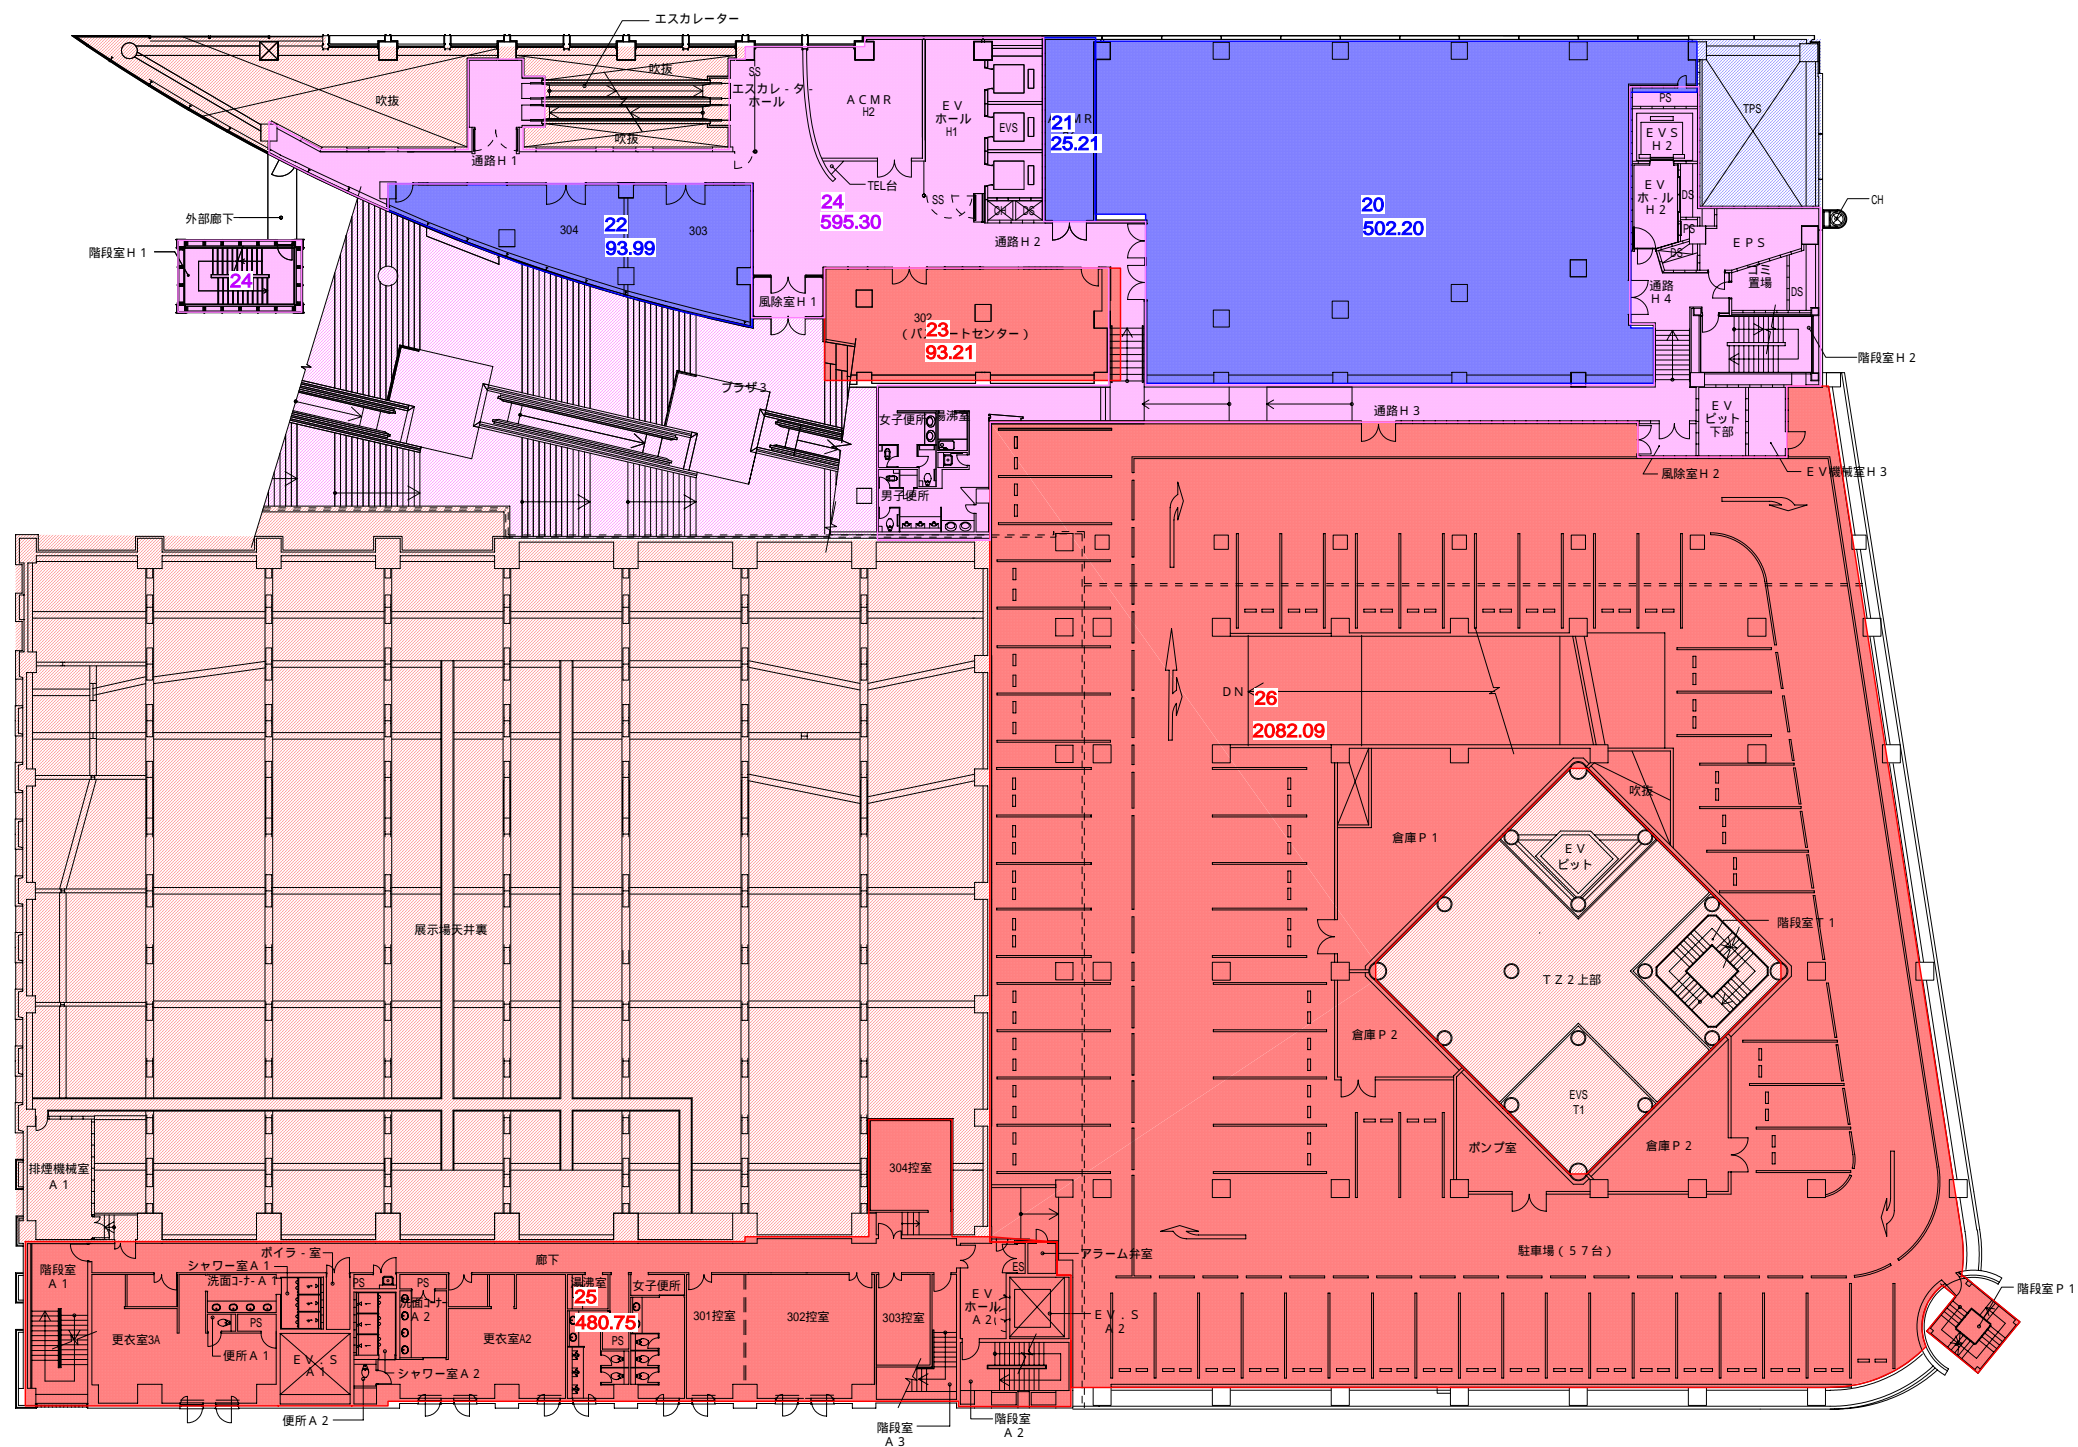 エスカレーター
吹抜
吹抜
吹抜
SS
エスカレ-タ-
ホール
ACMR
H2
EV
ホール
H1
EVS
21
25.21
PS
EVS
H2
TPS
通路H1
TEL台
SS
CH
DS
24
595.30
20
502.20
EV
ホ-ル
H2
DS
PS
DS
EPS
CH
外部廊下
階段室H1
24
304
22
93.99
303
通路H2
ゴミ
置場
DS
通路
H4
風除室H1
302
23
93.21
階段室H2
プラザ3
女子便所
湯沸室
男子便所
通路H3
EV
ピット
下部
風除室H2
EV機械室H3
DN
26
2082.09
吹抜
倉庫P1
EV
ピット
展示場天井裏
階段室T1
TZ2上部
倉庫P2
EVS
T1
ポンプ室
倉庫P2
排煙機械室
A1
304控室
駐車場(57台)
アラーム弁室
廊下
ボイラ-室
シャワー室A1
洗面コ-ナ-A1
階段室
A1
PS
PS
洗面コ-ナ-
A2
湯沸室
25
480.75
女子便所
PS
PS
301控室
302控室
303控室
ES
EV
ホール
A2
EV.S
A2
更衣室3A
更衣室A2
便所A1
EV.S
A1
シャワー室A2
便所A2
階段室
A3
階段室
A2
階段室P1